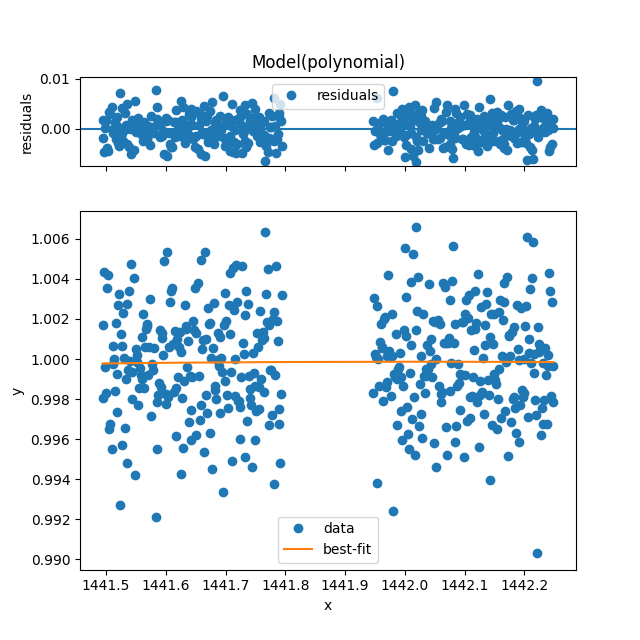 Model(polynomial)
0.01
0.00
residuals
residuals
1.006
1.004
1.002
1.000
0.998
0.996
0.994
0.992
0.990
y
data
best-fit
1441.5 1441.6 1441.7 1441.8 1441.9 1442.0 1442.1 1442.2
x